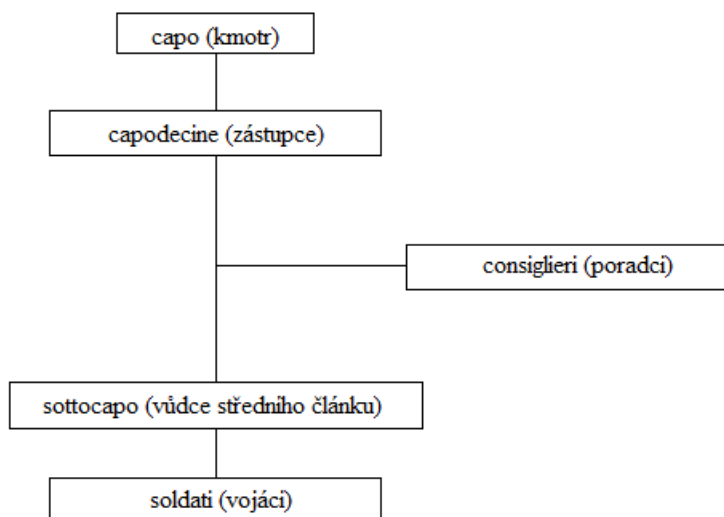 capo (kmotr)
capodecine (zástupce)
consiglieri (poradci)
sottocapo (vůdce středního článku)
soldati (vojáci)